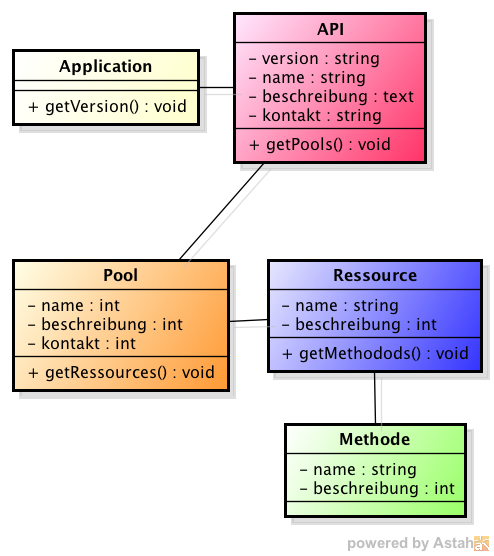 Application
+ getVersion() : void
API
- version : string
- name : string
- beschreibung : text
- kontakt : string
+ getPools() : void
Pool
- name : int
- beschreibung : int
- kontakt : int
+ getRessources() : void
Ressource
- name : string
- beschreibung : int
+ getMethodods() : void
Methode
- name : string
- beschreibung : int
powered by Astah